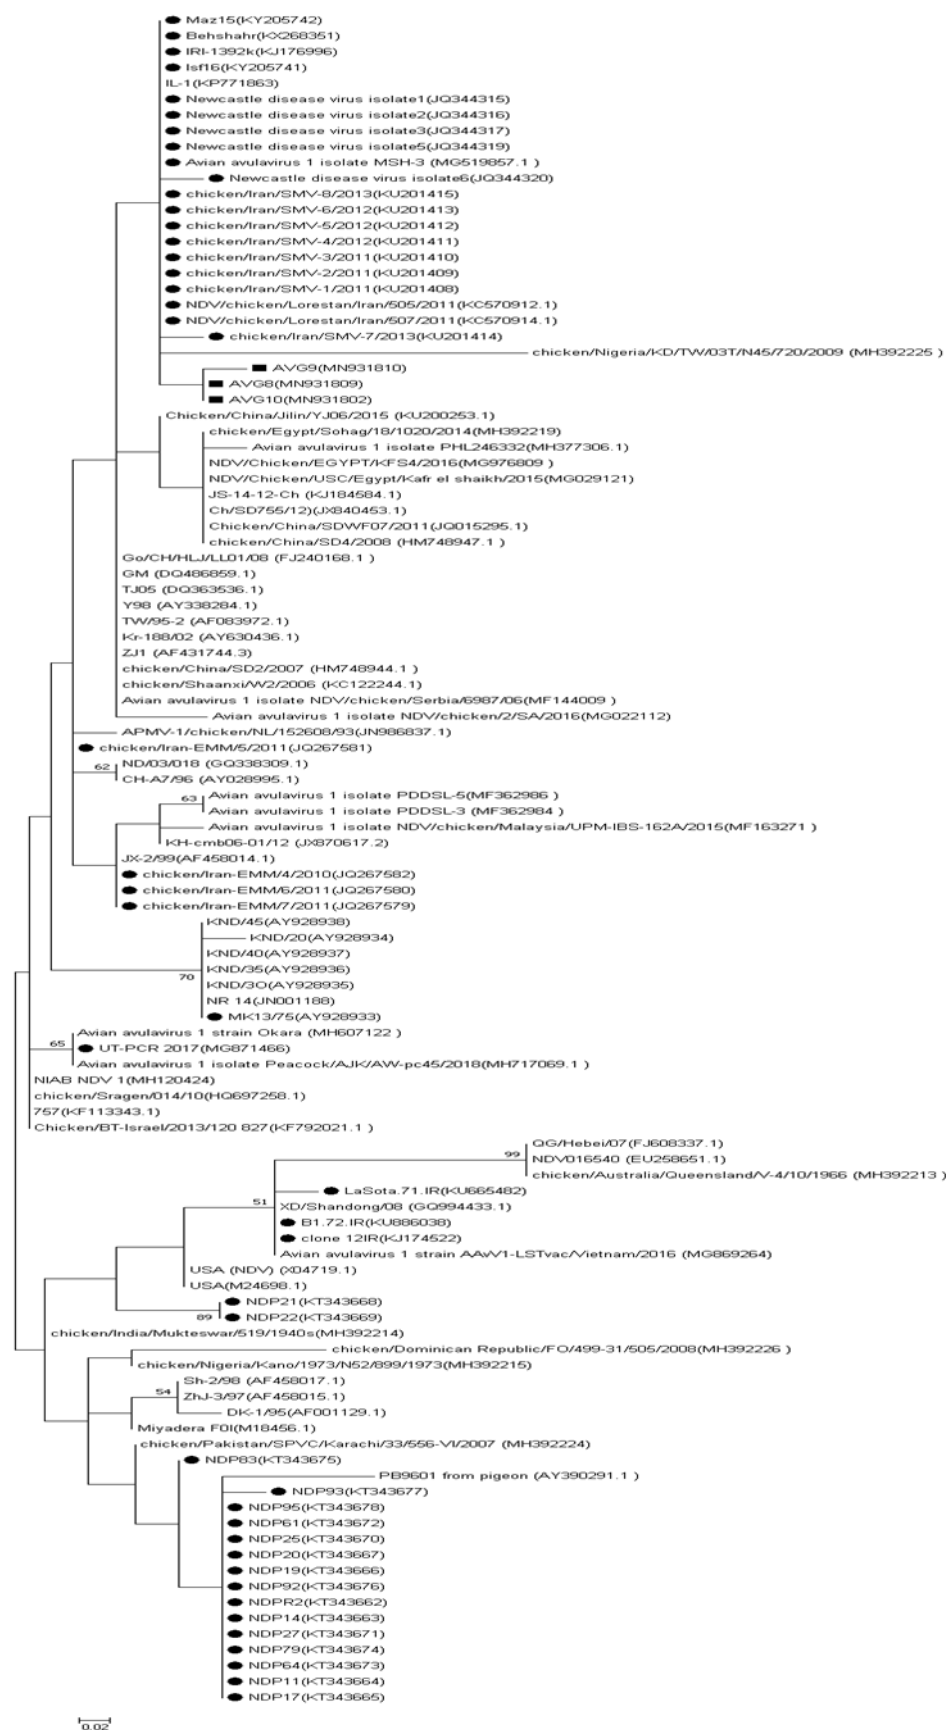 Maz15(KY205742)
Behshahr(KX268351)
IRI-1392k(KJ176996)
Isf16(KY205741)
IL-1(KP771863)
Newcastle disease virus isolate1(JQ344315)
Newcastle disease virus isolate2(JQ344316)
Newcastle disease virus isolate3(JQ344317)
Newcastle disease virus isolate5(JQ344319)
Avian avulavirus 1 isolate MSH-3 (MG519857.1 )
Newcastle disease virus isolate6(JQ344320)
chicken/Iran/SMV-8/2013(KU201415)
chicken/Iran/SMV-6/2012(KU201413)
chicken/Iran/SMV-5/2012(KU201412)
chicken/Iran/SMV-4/2012(KU201411)
chicken/Iran/SMV-3/2011(KU201410)
chicken/Iran/SMV-2/2011(KU201409)
chicken/Iran/SMV-1/2011(KU201408)
NDV/chicken/Lorestan/Iran/505/2011(KC570912.1)
NDV/chicken/Lorestan/Iran/507/2011(KC570914.1)
chicken/Iran/SMV-7/2013(KU201414)
chicken/Nigeria/KD/TW/03T/N45/720/2009 (MH392225 )
AVG9(MN931810)
AVG8(MN931809)
AVG10(MN931802)
Chicken/China/Jilin/YJ06/2015 (KU200253.1)
chicken/Egypt/Sohag/18/1020/2014(MH392219)
Avian avulavirus 1 isolate PHL246332(MH377306.1)
NDV/Chicken/EGYPT/KFS4/2016(MG976809 )
NDV/Chicken/USC/Egypt/Kafr el shaikh/2015(MG029121)
JS-14-12-Ch (KJ184584.1)
Ch/SD755/12)(JX840453.1)
Chicken/China/SDWF07/2011(JQ015295.1)
chicken/China/SD4/2008 (HM748947.1 )
Go/CH/HLJ/LL01/08 (FJ240168.1 )
GM (DQ486859.1)
TJ05 (DQ363536.1)
Y98 (AY338284.1)
TW/95-2 (AF083972.1)
Kr-188/02 (AY630436.1)
ZJ1 (AF431744.3)
chicken/China/SD2/2007 (HM748944.1 )
chicken/Shaanxi/W2/2006 (KC122244.1)
Avian avulavirus 1 isolate NDV/chicken/Serbia/6987/06(MF144009 )
Avian avulavirus 1 isolate NDV/chicken/2/SA/2016(MG022112)
APMV-1/chicken/NL/152608/93(JN986837.1)
chicken/Iran-EMM/5/2011(JQ267581)
ND/03/018 (GQ338309.1)
62
CH-A7/96 (AY028995.1)
Avian avulavirus 1 isolate PDDSL-5(MF362986 )
63
Avian avulavirus 1 isolate PDDSL-3 (MF362984 )
Avian avulavirus 1 isolate NDV/chicken/Malaysia/UPM-IBS-162A/2015(MF163271 )
KH-cmb06-01/12 (JX870617.2)
JX-2/99(AF458014.1)
chicken/Iran-EMM/4/2010(JQ267582)
chicken/Iran-EMM/6/2011(JQ267580)
chicken/Iran-EMM/7/2011(JQ267579)
KND/45(AY928938)
KND/20(AY928934)
KND/40(AY928937)
KND/35(AY928936)
70
KND/3O(AY928935)
NR 14(JN001188)
MK13/75(AY928933)
Avian avulavirus 1 strain Okara (MH607122 )
65
UT-PCR 2017(MG871466)
Avian avulavirus 1 isolate Peacock/AJK/AW-pc45/2018(MH717069.1 )
NIAB NDV 1(MH120424)
chicken/Sragen/014/10(HQ697258.1)
757(KF113343.1)
Chicken/BT-Israel/2013/120 827(KF792021.1 )
QG/Hebei/07(FJ608337.1)
99
NDV016540 (EU258651.1)
chicken/Australia/Queensland/V-4/10/1966 (MH392213 )
LaSota.71.IR(KU665482)
51
XD/Shandong/08 (GQ994433.1)
B1.72.IR(KU886038)
clone 12IR(KJ174522)
Avian avulavirus 1 strain AAvV1-LSTvac/Vietnam/2016 (MG869264)
USA (NDV) (X04719.1)
USA(M24698.1)
NDP21(KT343668)
89
NDP22(KT343669)
chicken/India/Mukteswar/519/1940s(MH392214)
chicken/Dominican Republic/FO/499-31/505/2008(MH392226 )
chicken/Nigeria/Kano/1973/N52/899/1973(MH392215)
Sh-2/98 (AF458017.1)
54
ZhJ-3/97(AF458015.1)
DK-1/95(AF001129.1)
Miyadera F0I(M18456.1)
chicken/Pakistan/SPVC/Karachi/33/556-VI/2007 (MH392224)
NDP83(KT343675)
PB9601 from pigeon (AY390291.1 )
NDP93(KT343677)
NDP95(KT343678)
NDP61(KT343672)
NDP25(KT343670)
NDP20(KT343667)
NDP19(KT343666)
NDP92(KT343676)
NDPR2(KT343662)
NDP14(KT343663)
NDP27(KT343671)
NDP79(KT343674)
NDP64(KT343673)
NDP11(KT343664)
NDP17(KT343665)
0.02